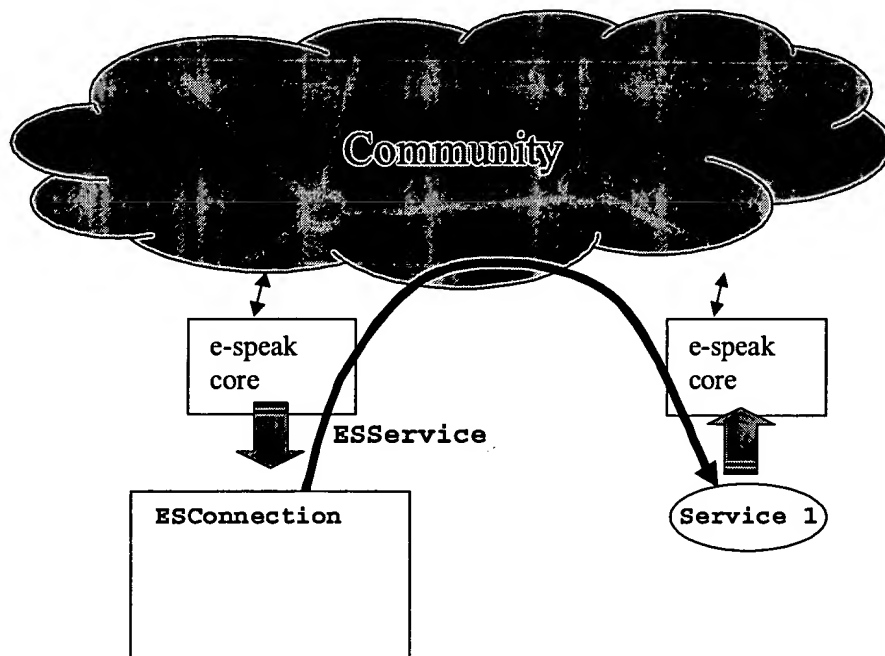 Community
e-speak
core
e-speak
core
ESService
ESConnection
Service 1